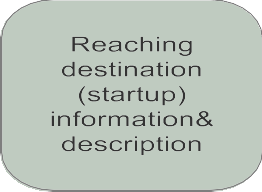 Reaching
destination
(startup)
information&
description